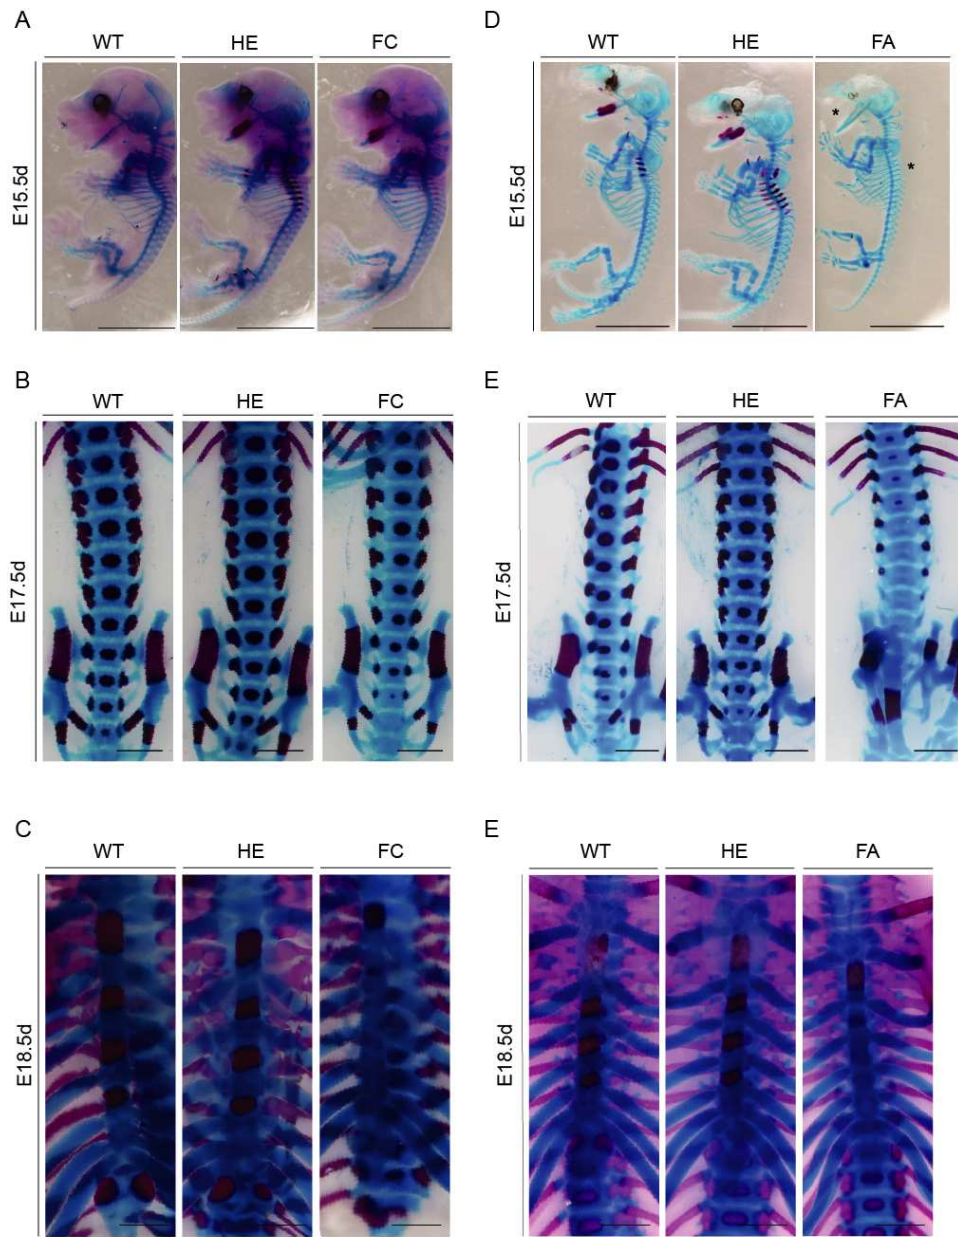 A
WT HE FC
E15.5d
B
WT HE FC
E17.5d
C
WT HE FC
E18.5d
D
WT HE FA
E15.5d
*
*
E
WT HE FA
E17.5d
E
WT HE FA
E18.5d